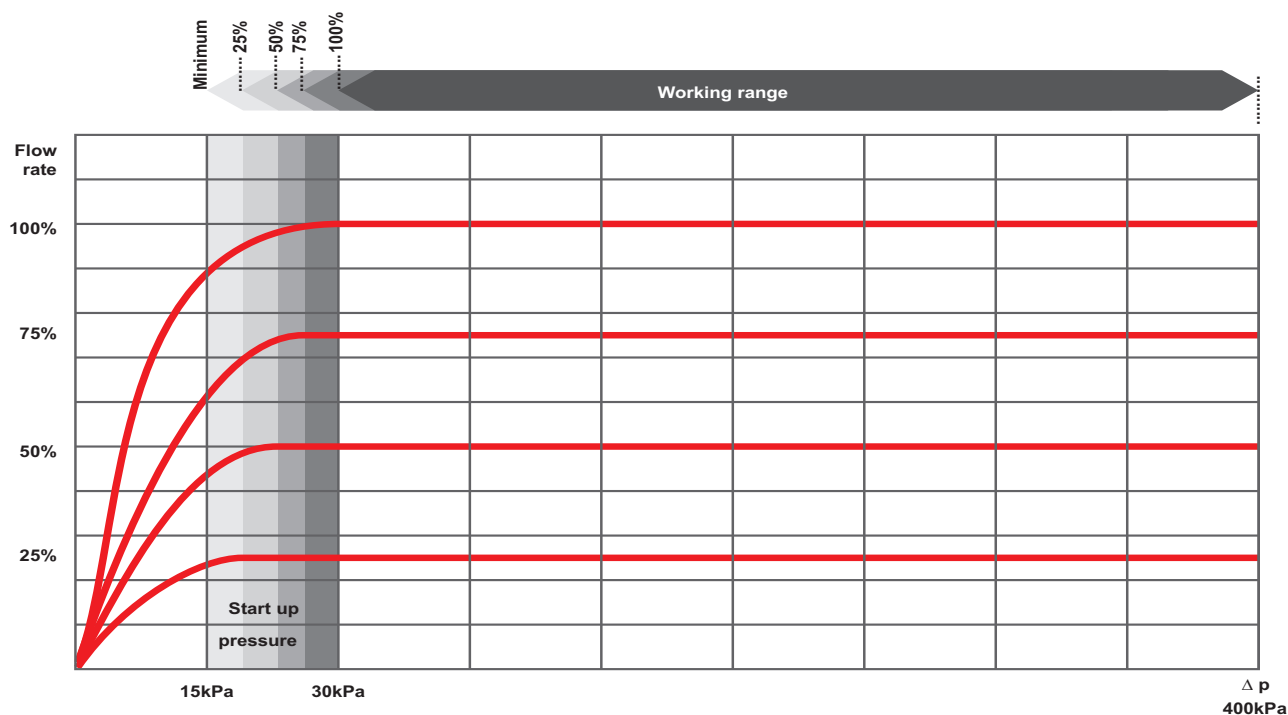 Minimum
25%
50%
75%
100%
Working range
Flow
rate
100%
75%
50%
25%
Start up
pressure
15kPa
30kPa
Δ p
400kPa